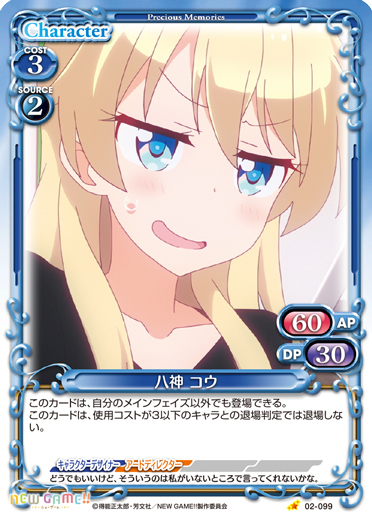 Precious Memories
Character
COST
3
SOURCE
2
60 AP
DP 30
八神 コウ
このカードは、自分のメインフェイズ以外でも登場できる。
このカードは、使用コストが3以下のキャラとの退場判定では退場しな
い。
キャラクターデザイナー アートディレクター
どうでもいいけど、そういうのは私がいないところで言ってくれないかな。
NEW GAME!!
©得能正太郎・芳文社／NEW GAME!!製作委員会
02-099